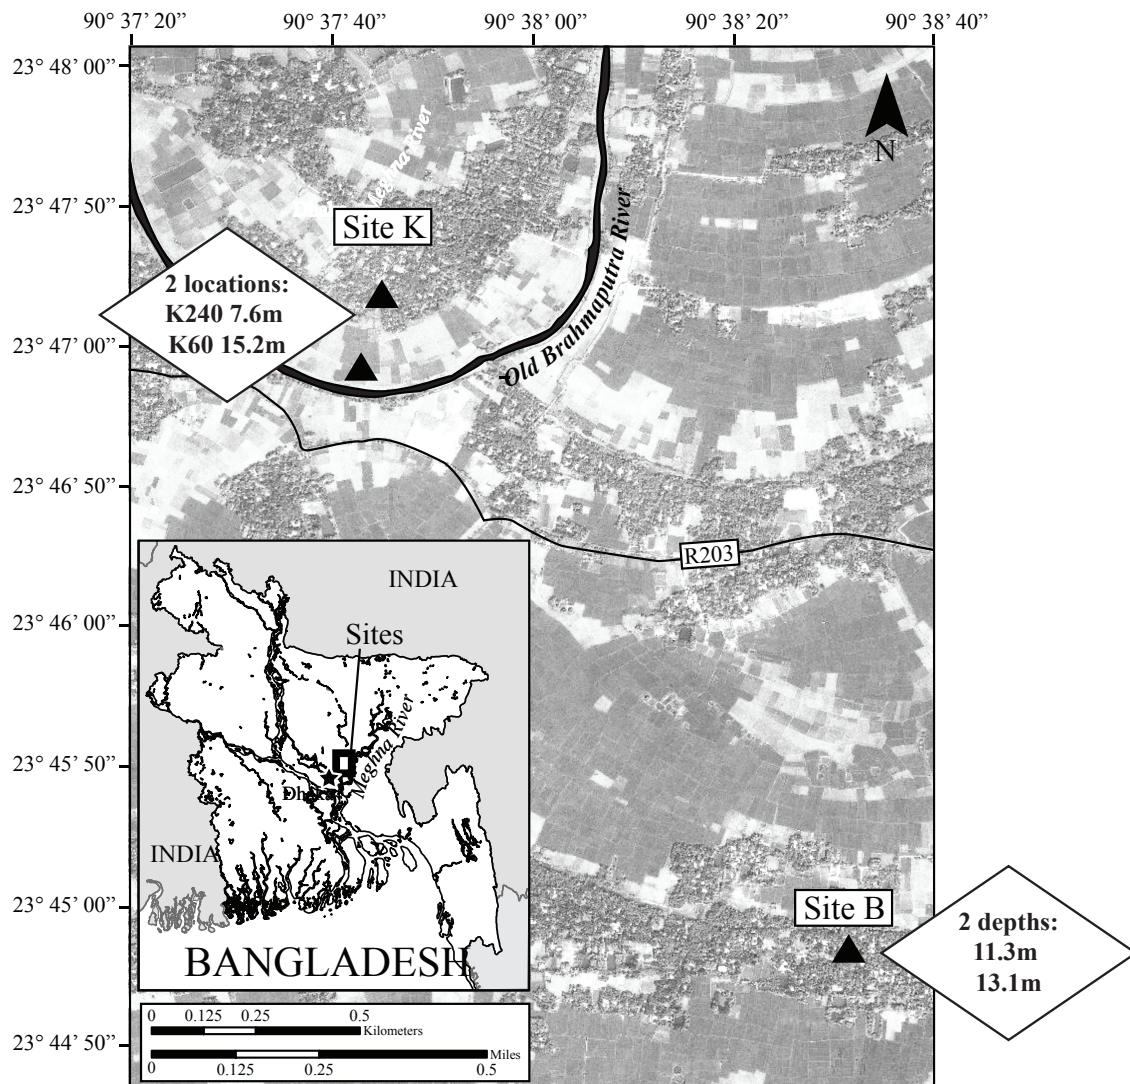 90 37’ 20’’ 90 37’ 40’’ 90° 38’ 00’’ 90° 38’ 20’’ 90° 38’ 40’’
23° 48’ 00’’
N
Meghna River
23° 47’ 50’’
Site K
Old Brahmaputra River
2 locations:
K240 7.6m
K60 15.2m
23° 47’ 00’’
23° 46’ 50’’
R203
INDIA
23° 46’ 00’’
Sites
Meghna River
23° 45’ 50’’
Dhaka
INDIA
23° 45’ 00’’
Site B
2 depths:
11.3m
13.1m
BANGLADESH
0 0.125 0.25 0.5
Kilometers
23° 44’ 50’’
Miles
0 0.125 0.25 0.5